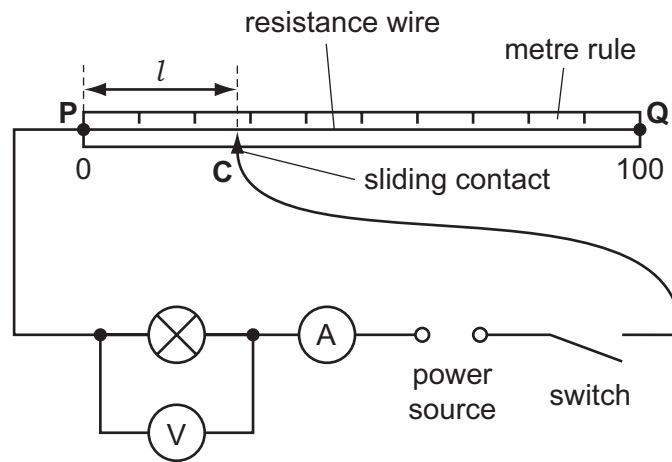 resistance wire
metre rule
l
P
Q
0
C
sliding contact
100
A
power
source
switch
V